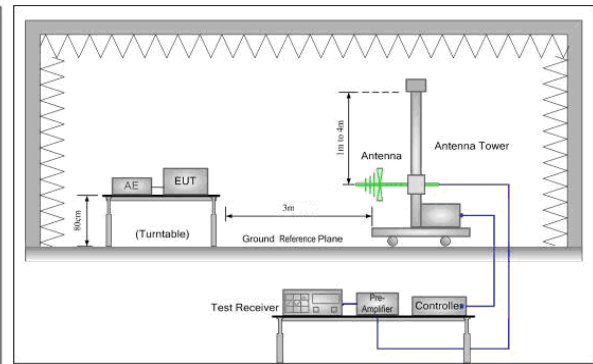 1m to 4m
Antenna
Antenna Tower
AE
EUT
80cm
(Turntable)
3m
Ground Reference Plane
Test Receiver
Pre-
Amplifier
Controller